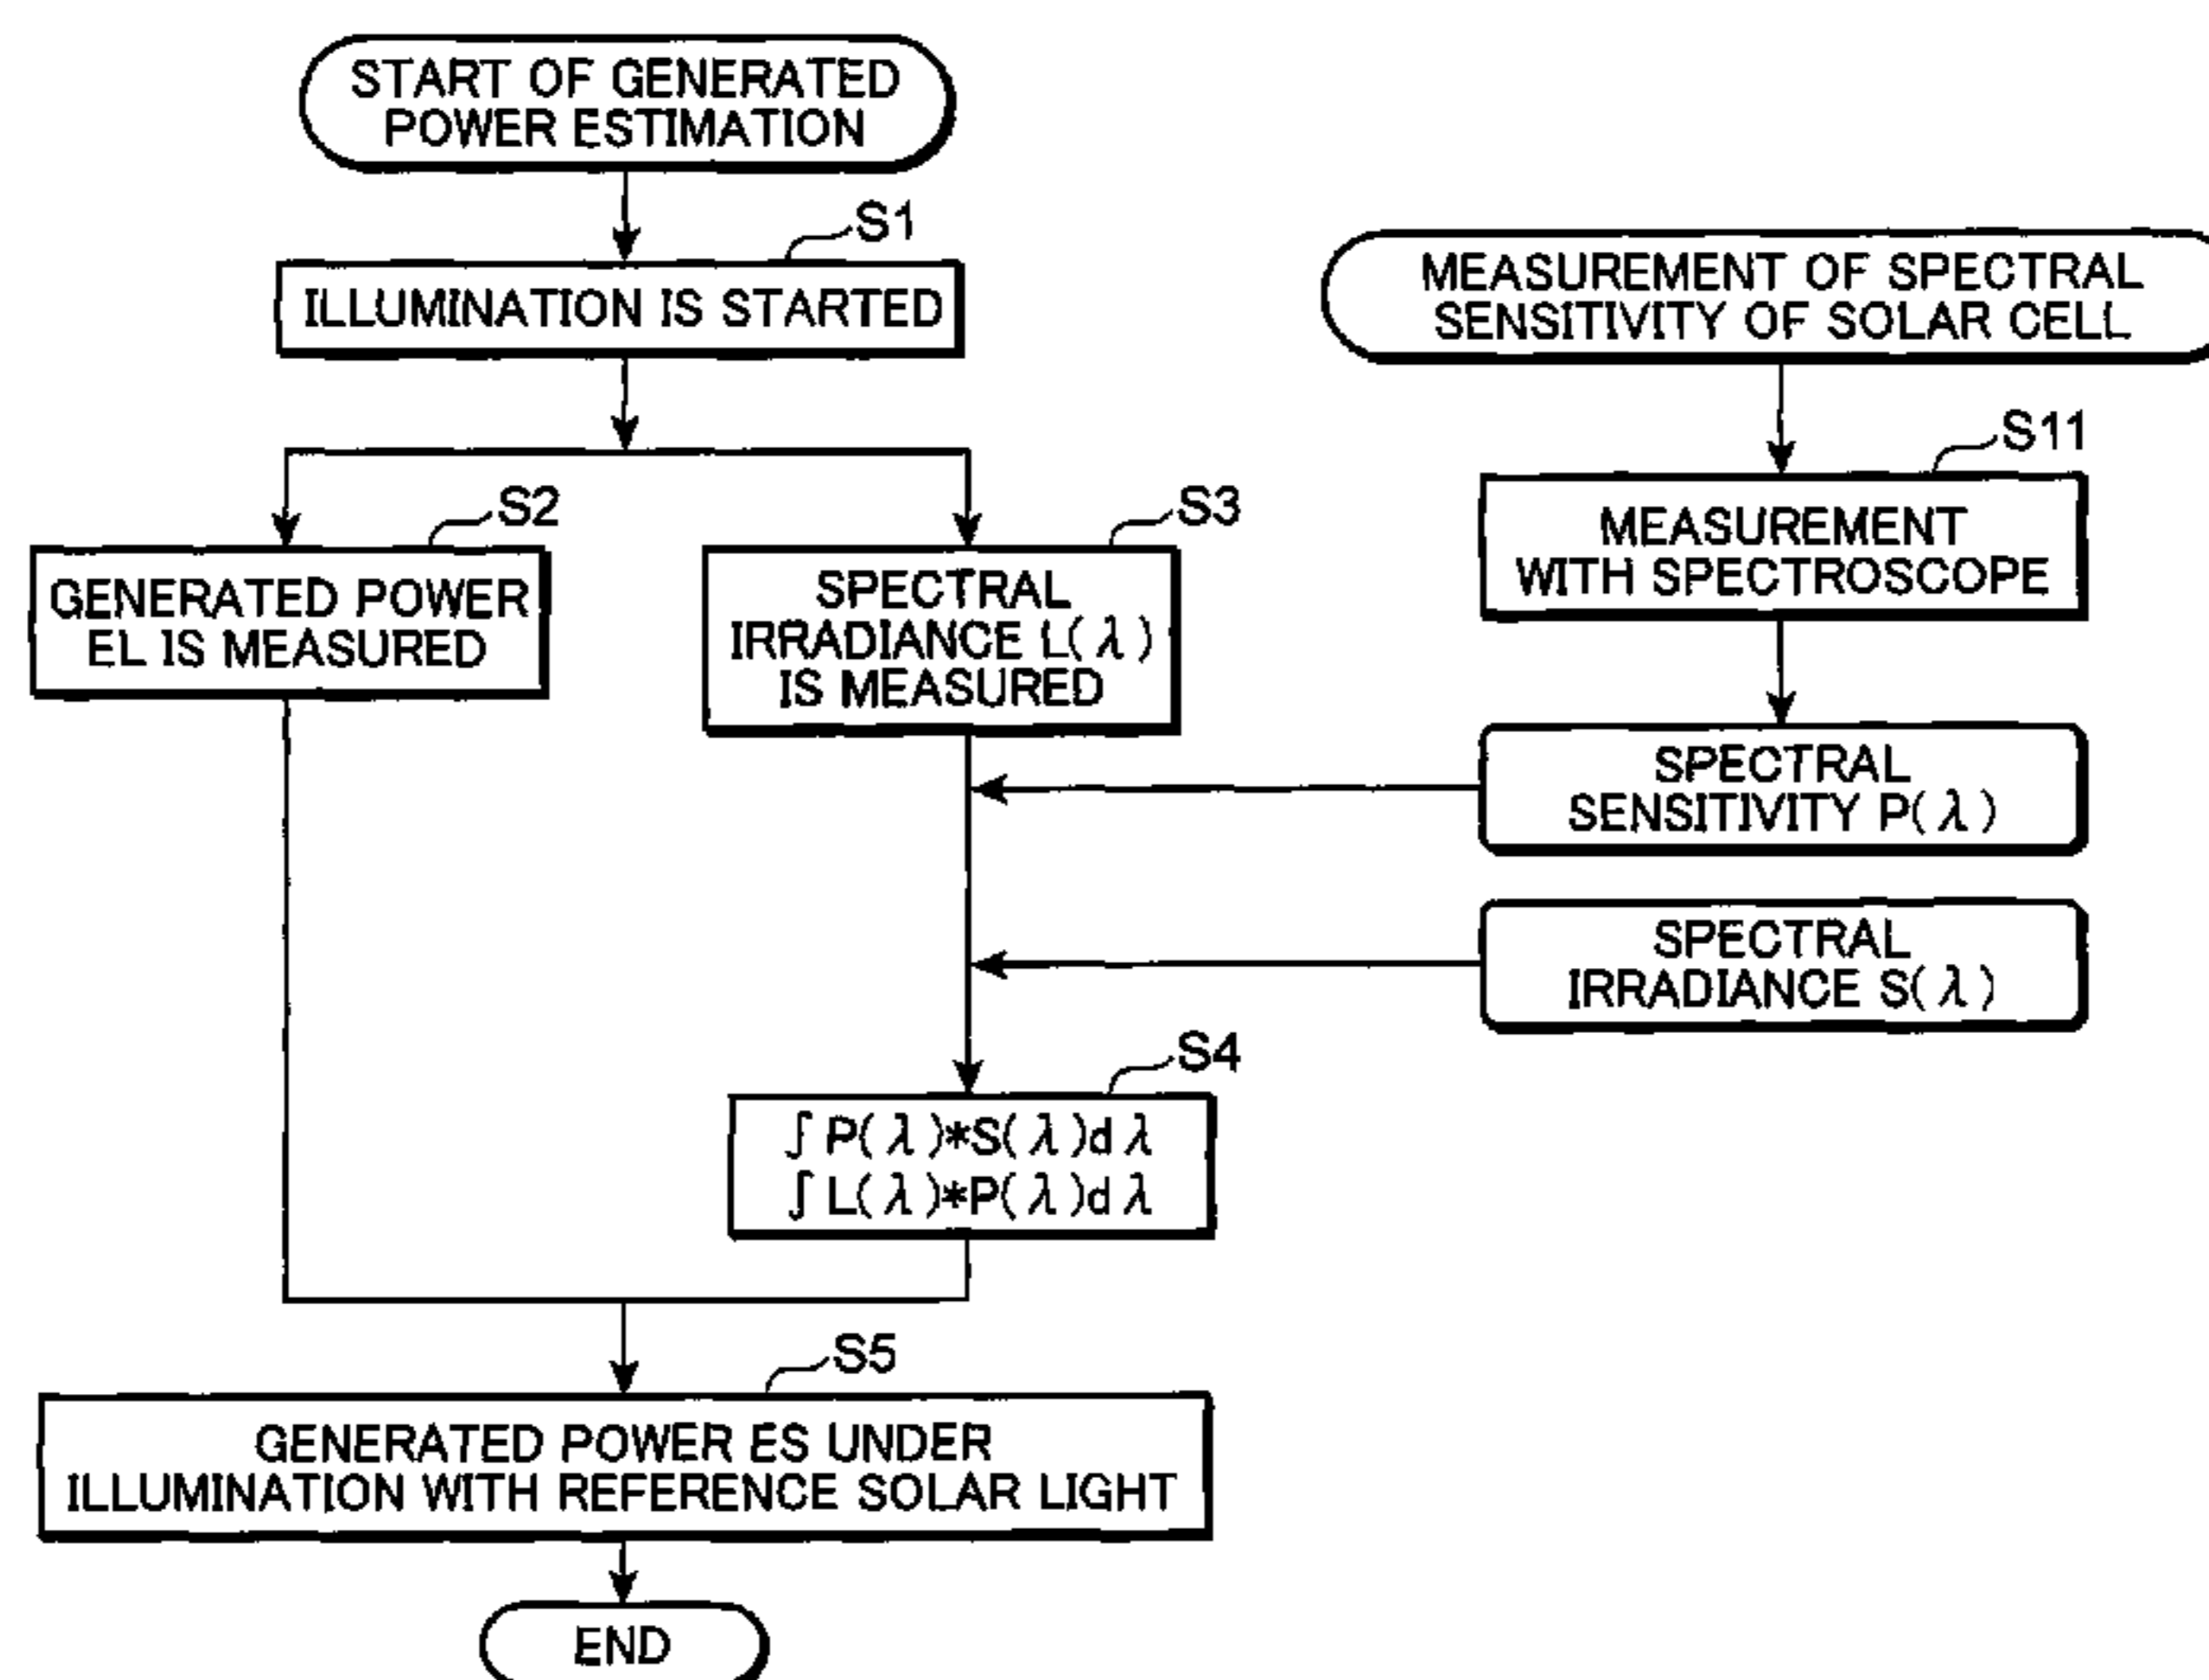 START OF GENERATED
POWER ESTIMATION
S1
ILLUMINATION IS STARTED
MEASUREMENT OF SPECTRAL
SENSITIVITY OF SOLAR CELL
S11
MEASUREMENT
WITH SPECTROSCOPE
S2
GENERATED POWER
EL IS MEASURED
S3
SPECTRAL
IRRADIANCE L(λ)
IS MEASURED
SPECTRAL
SENSITIVITY P(λ)
SPECTRAL
IRRADIANCE S(λ)
S4
∫P(λ)*S(λ)dλ
∫L(λ)*P(λ)dλ
S5
GENERATED POWER ES UNDER
ILLUMINATION WITH REFERENCE SOLAR LIGHT
END